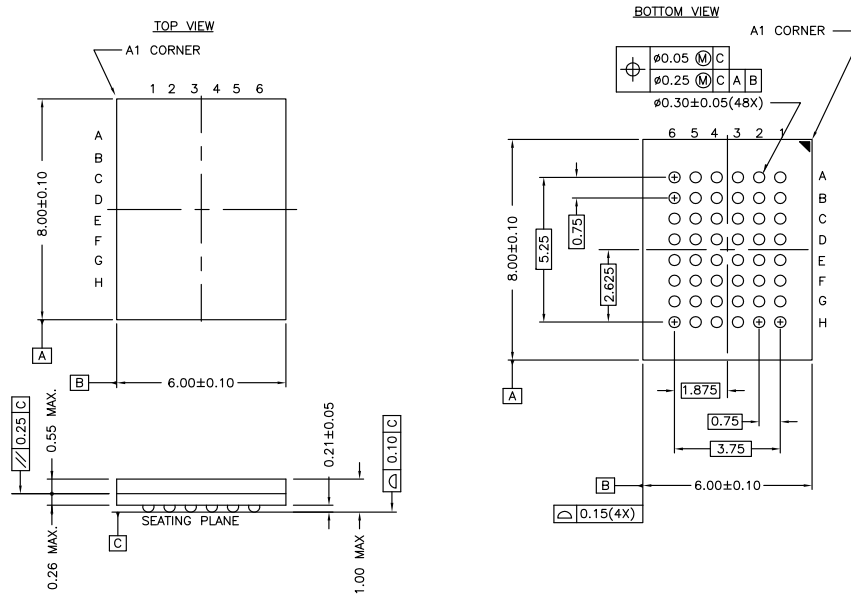 TOP VIEW
A1 CORNER
1 2 3 4 5 6
A
B
C
D
E
F
G
H
8.00±0.10
A
B
6.00±0.10
// 0.25 C
0.55 MAX.
0.21±0.05
⌓ 0.10 C
SEATING PLANE
C
0.26 MAX.
1.00 MAX
BOTTOM VIEW
A1 CORNER
⌖ ø0.05 Ⓜ C
ø0.25 Ⓜ C A B
ø0.30±0.05(48X)
6 5 4 3 2 1
A
B
C
D
E
F
G
H
8.00±0.10
5.25
0.75
2.625
A
1.875
0.75
3.75
B
6.00±0.10
⌓ 0.15(4X)